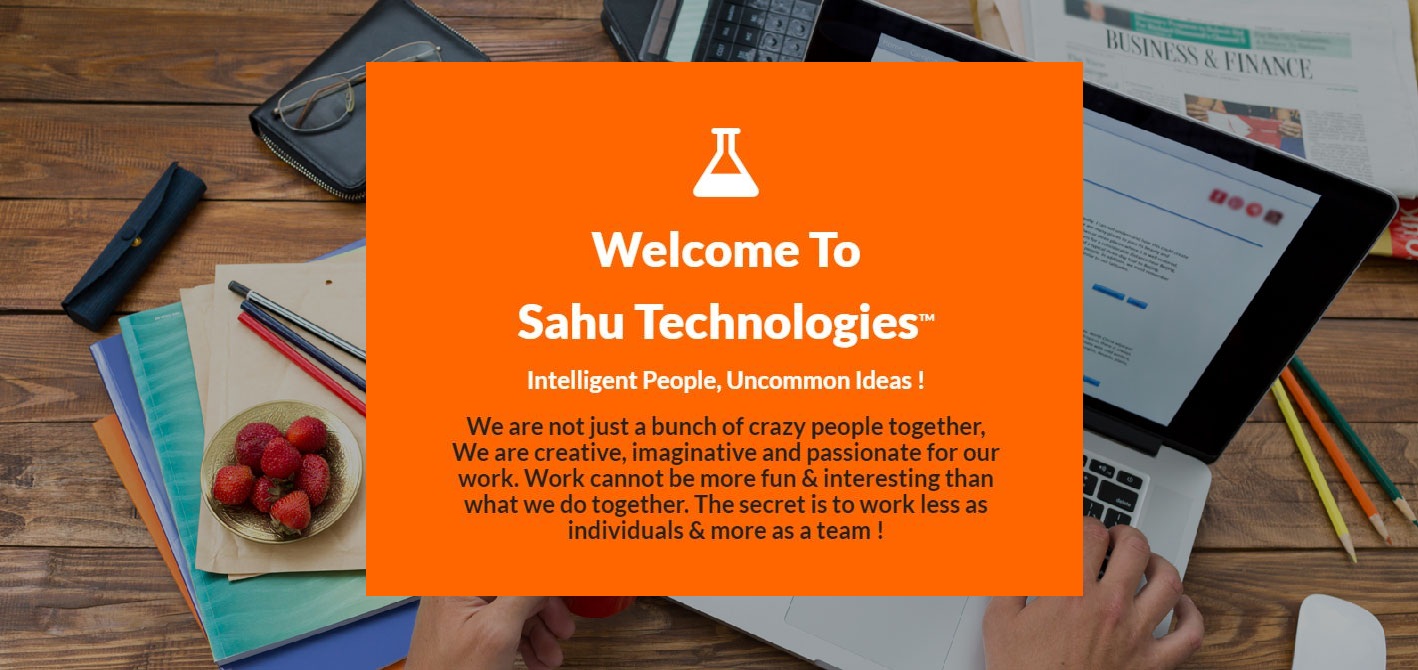 BUSINESS & FINANCE
Welcome To
Sahu Technologies™
Intelligent People, Uncommon Ideas !
We are not just a bunch of crazy people together,
We are creative, imaginative and passionate for our
work. Work cannot be more fun & interesting than
what we do together. The secret is to work less as
individuals & more as a team !
delete